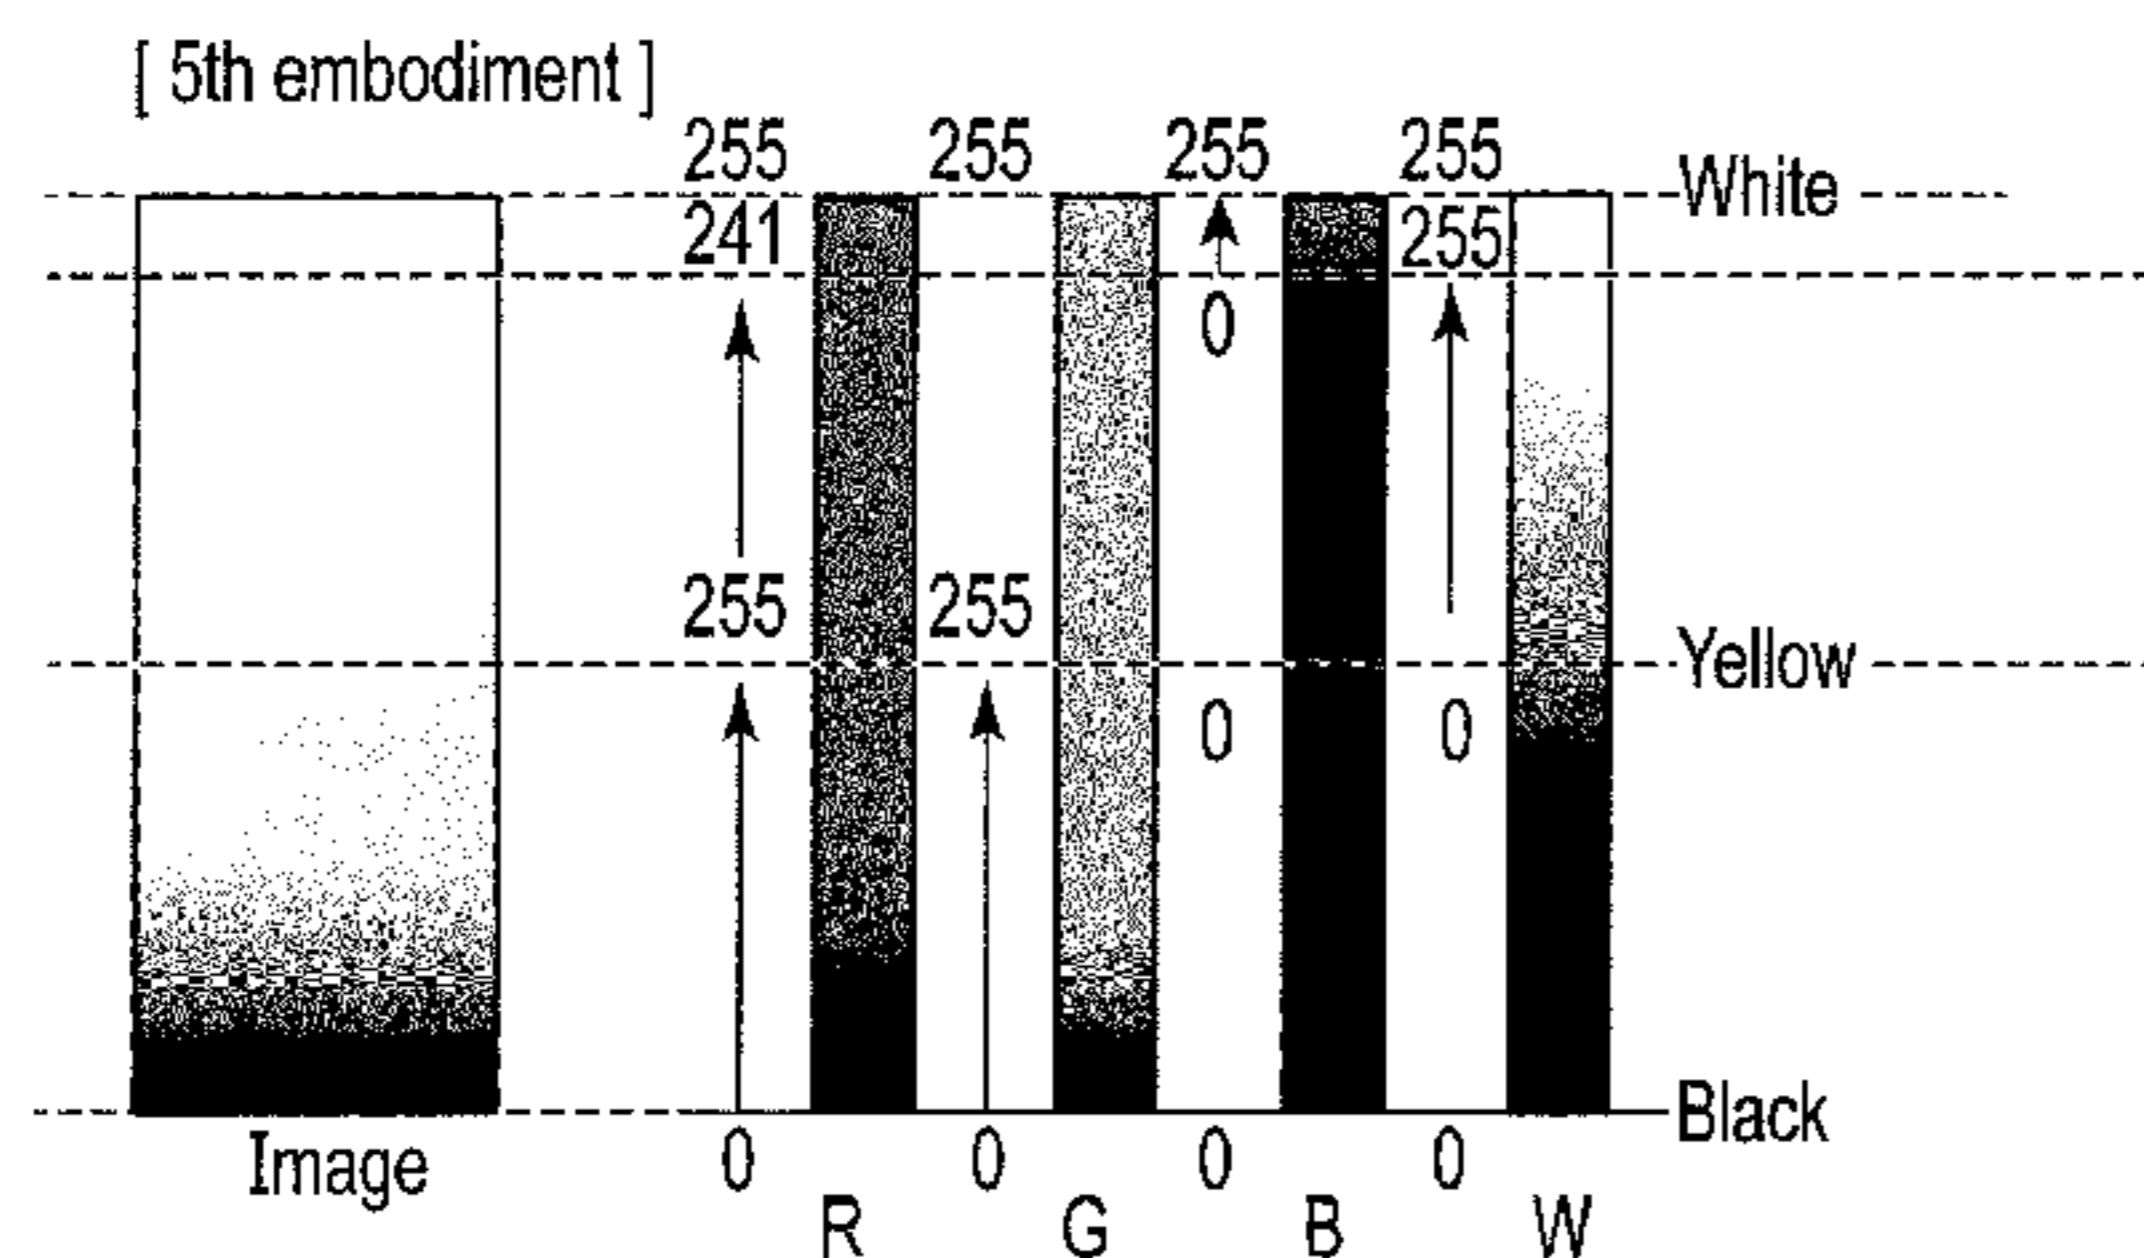 [ 5th embodiment ]
255 255 255 255
White
241 255
0
255 255
Yellow
0 0
Black
Image 0 0 0 0
R G B W